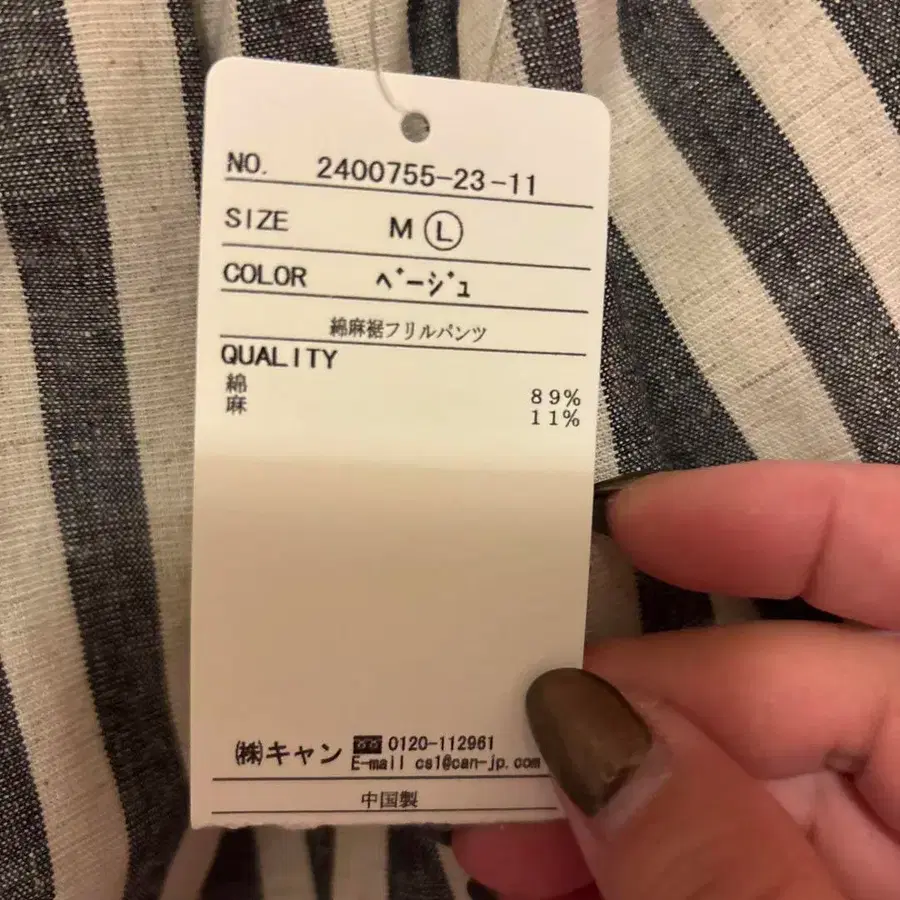 NO. 2400755-23-11
SIZE M Ⓛ
COLOR ﾍﾞｰｼﾞｭ
綿麻裾フリルパンツ
QUALITY
綿 89%
麻 11%
㈱キャン 0120-112961
E-mail cs1@can-jp.com
中国製